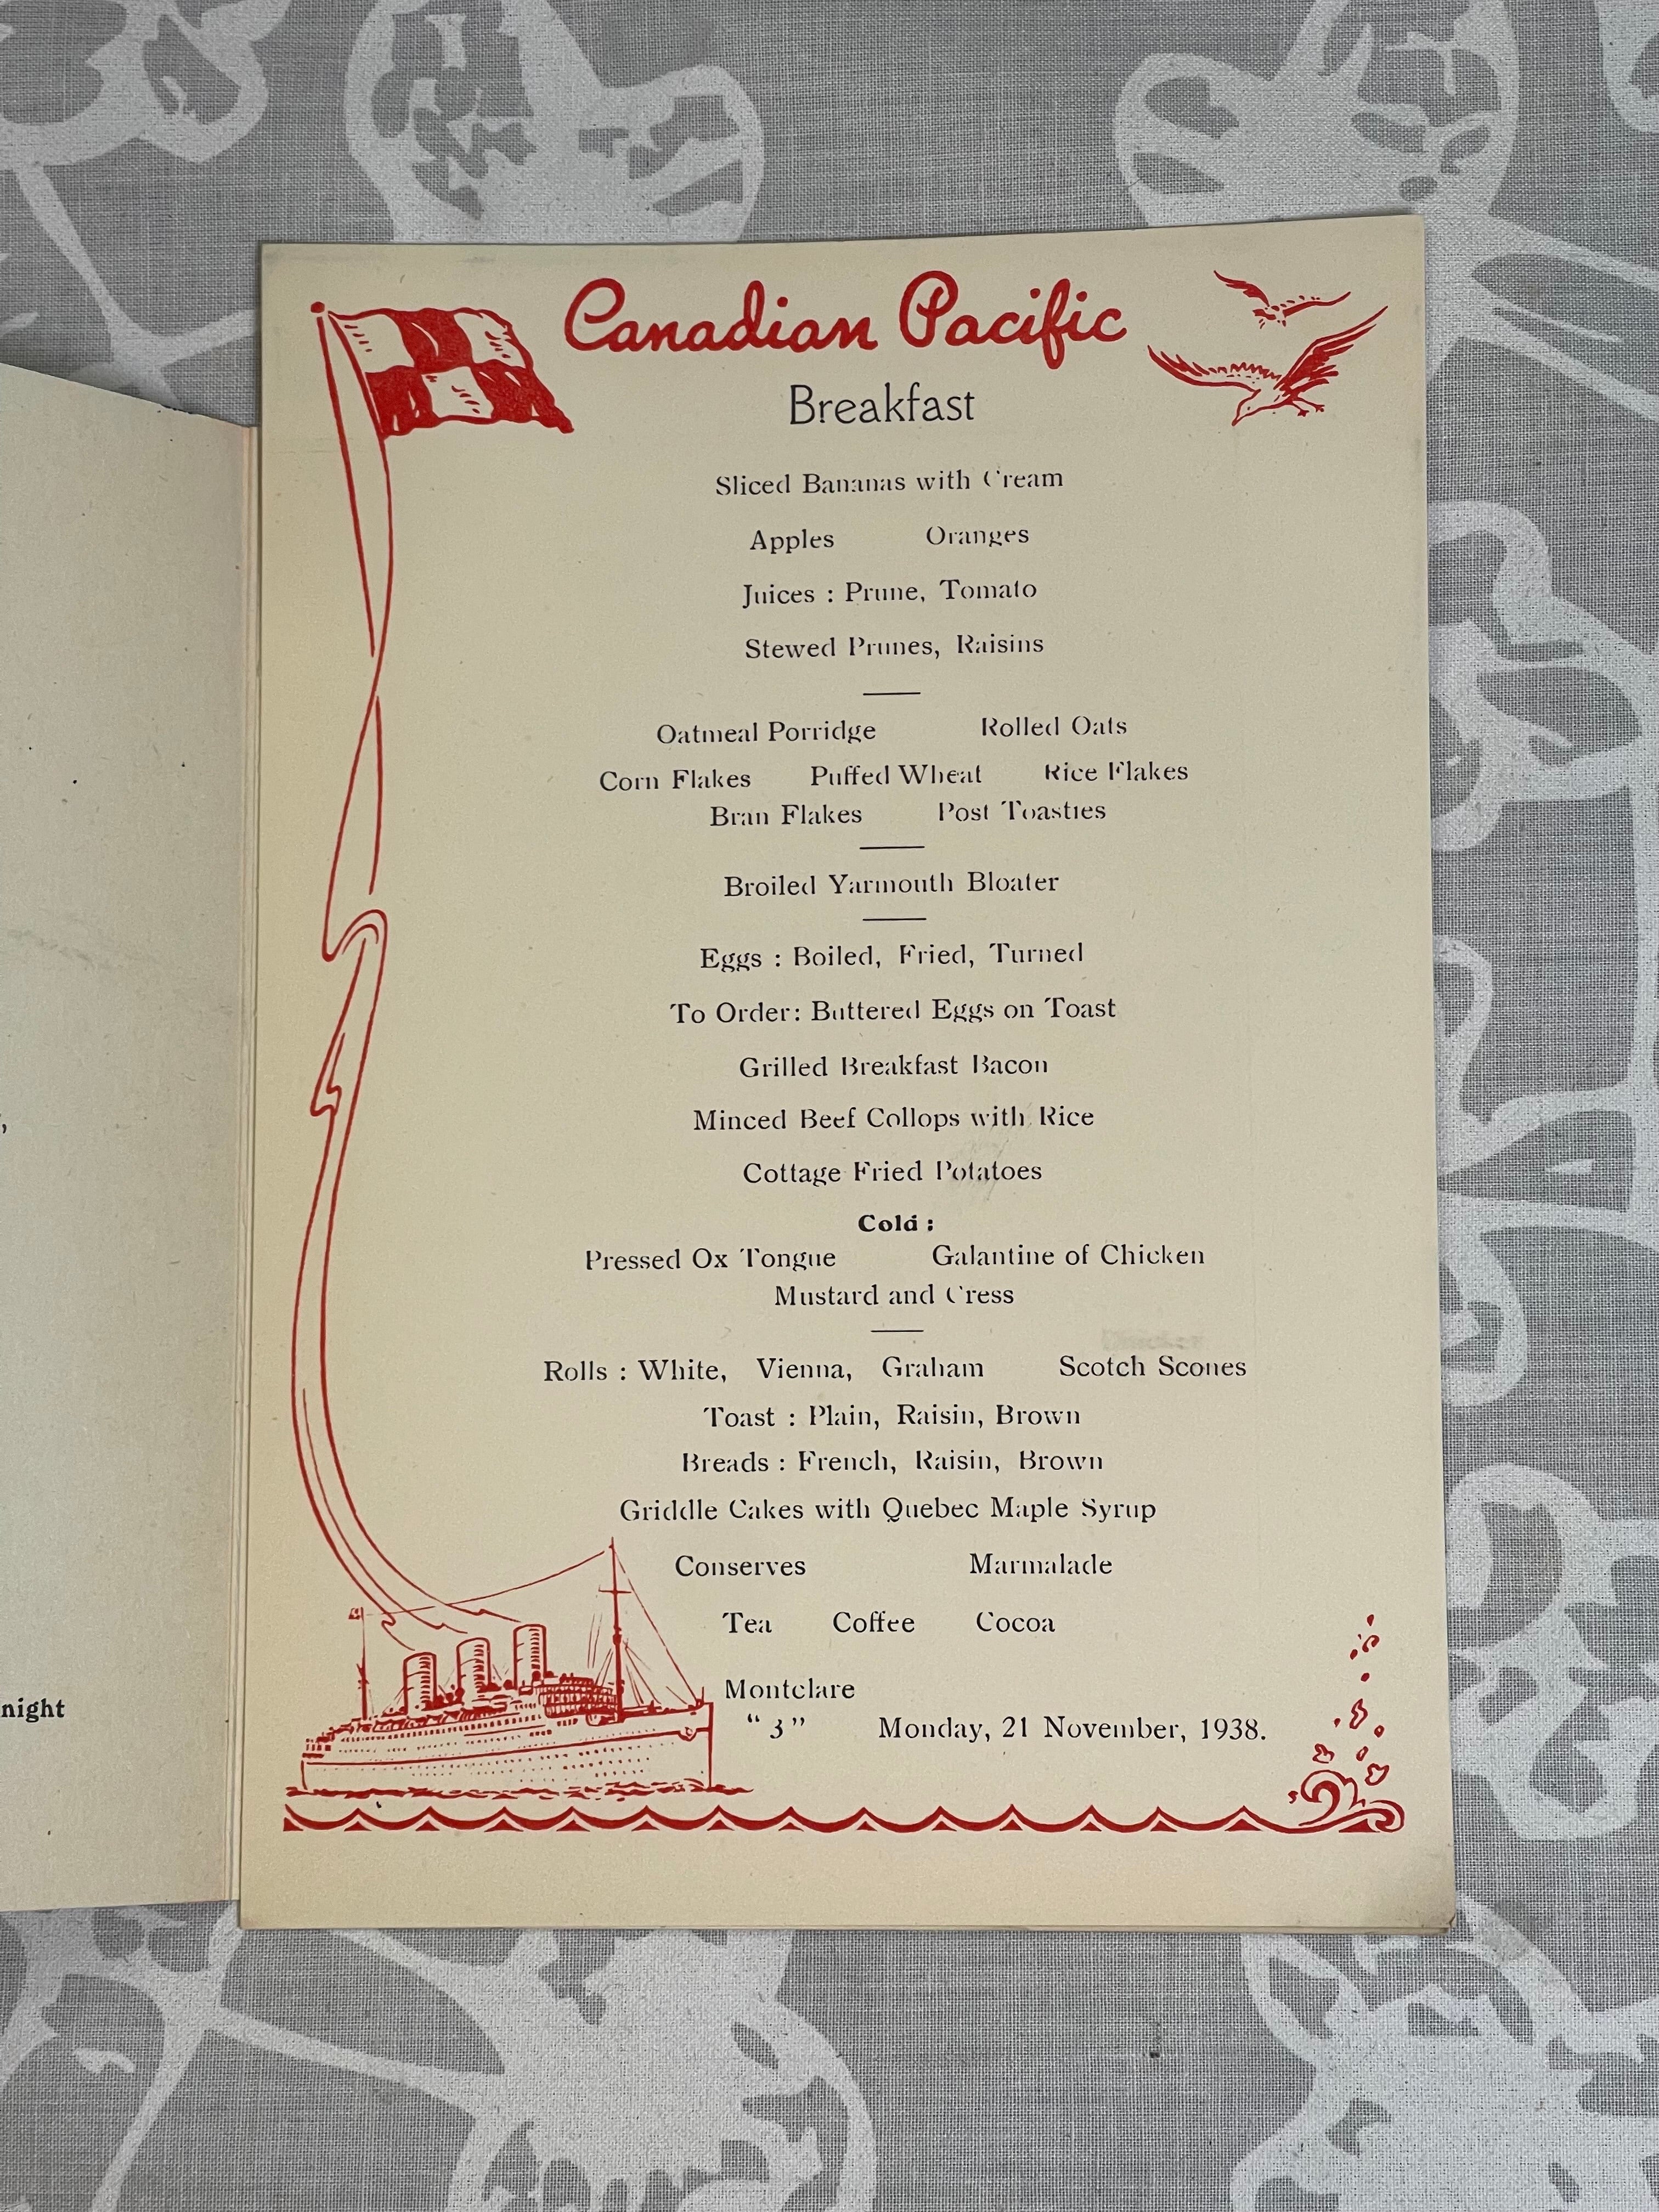 Canadian Pacific
Breakfast
Sliced Bananas with Cream
Apples Oranges
Juices : Prune, Tomato
Stewed Prunes, Raisins
Oatmeal Porridge Rolled Oats
Corn Flakes Puffed Wheat Rice Flakes
Bran Flakes Post Toasties
Broiled Yarmouth Bloater
Eggs : Boiled, Fried, Turned
To Order: Buttered Eggs on Toast
Grilled Breakfast Bacon
Minced Beef Collops with Rice
Cottage Fried Potatoes
Cold :
Pressed Ox Tongue Galantine of Chicken
Mustard and Cress
Rolls : White, Vienna, Graham Scotch Scones
Toast : Plain, Raisin, Brown
Breads : French, Raisin, Brown
Griddle Cakes with Quebec Maple Syrup
Conserves Marmalade
Tea Coffee Cocoa
Montclare
“ 3 ” Monday, 21 November, 1938.
night